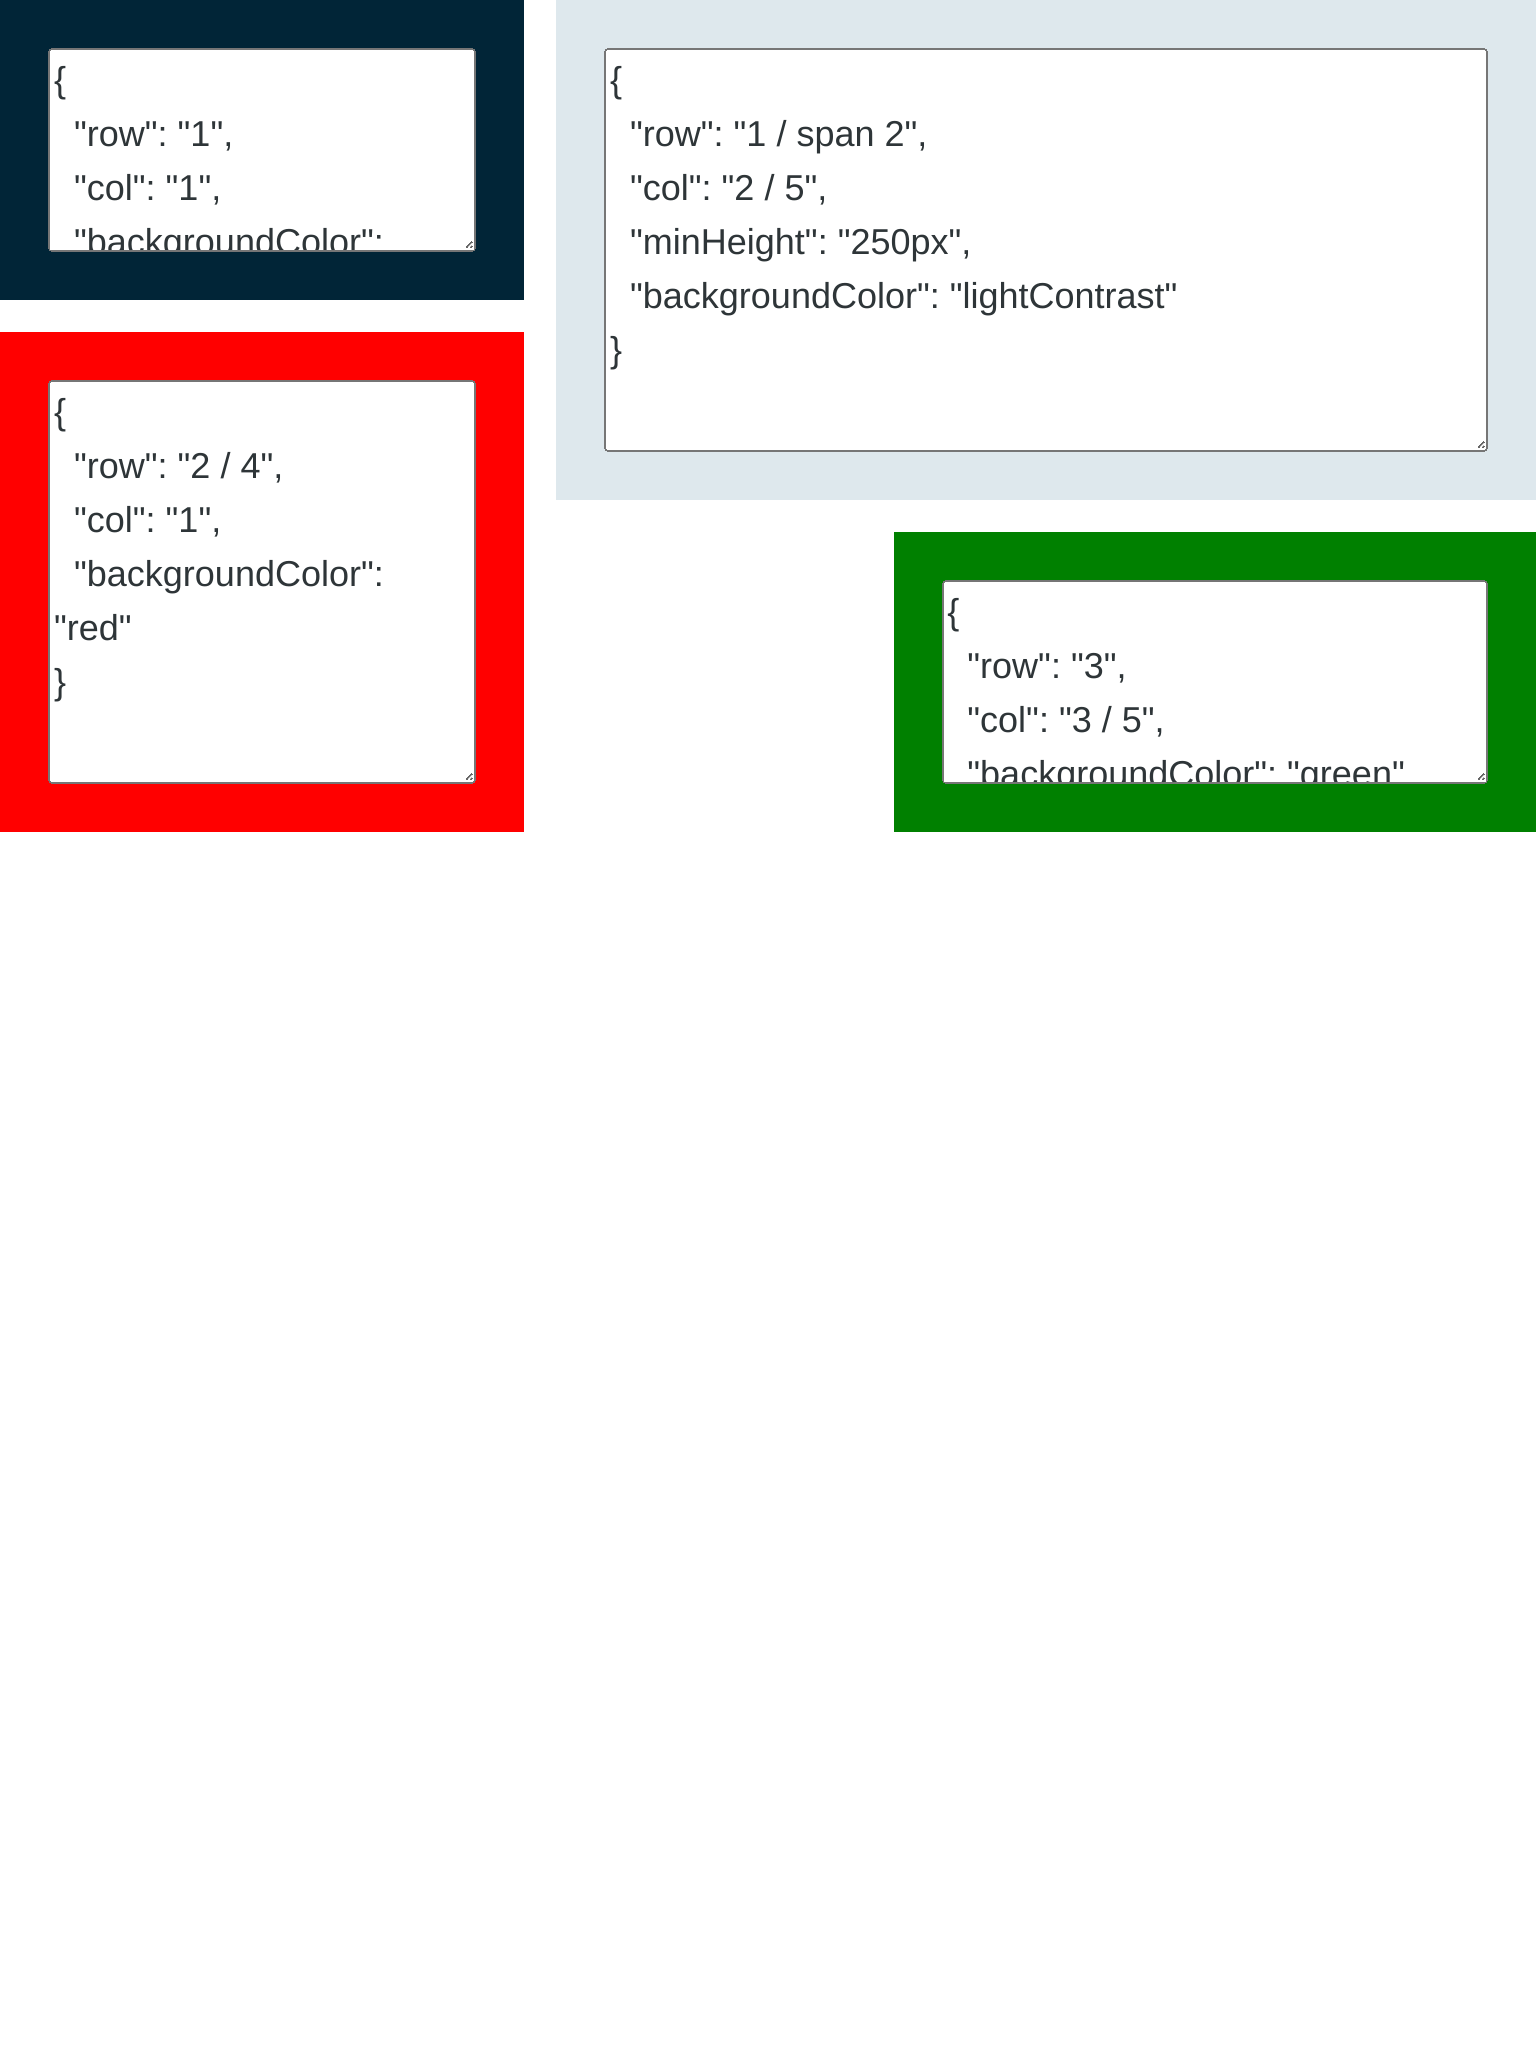 {
  "row": "1",
  "col": "1",
  "backgroundColor":
{
  "row": "1 / span 2",
  "col": "2 / 5",
  "minHeight": "250px",
  "backgroundColor": "lightContrast"
}
{
  "row": "2 / 4",
  "col": "1",
  "backgroundColor":
"red"
}
{
  "row": "3",
  "col": "3 / 5",
  "backgroundColor": "green"